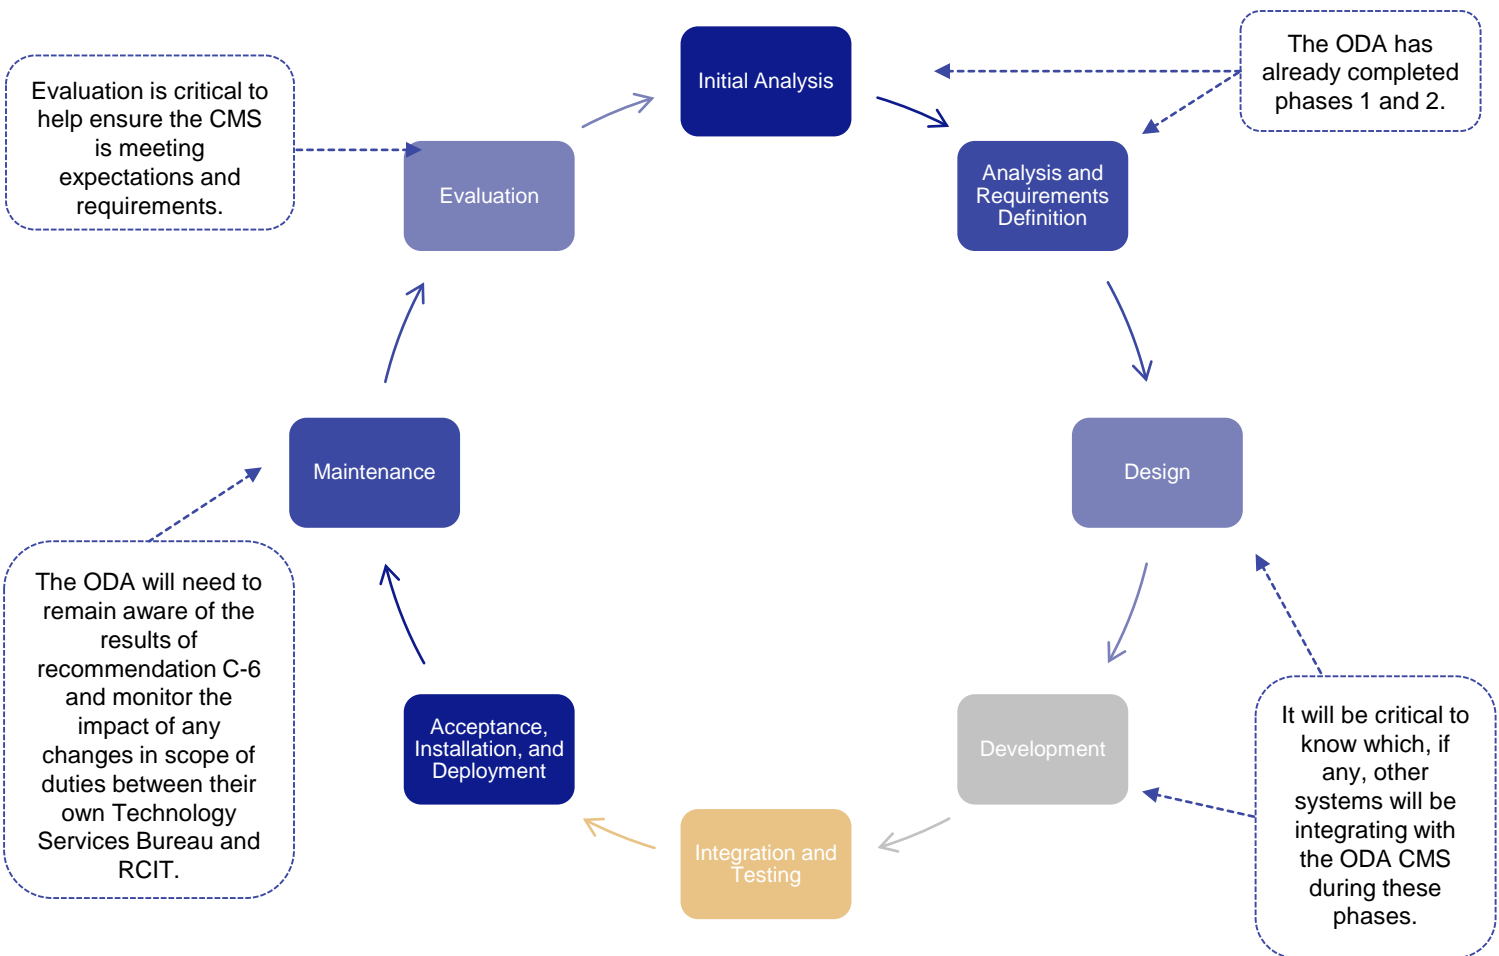 Initial Analysis
The ODA has
already completed
phases 1 and 2.
Evaluation is critical to
help ensure the CMS
is meeting
expectations and
requirements.
Evaluation
Analysis and
Requirements
Definition
Maintenance
Design
The ODA will need to
remain aware of the
results of
recommendation C-6
and monitor the
impact of any
changes in scope of
duties between their
own Technology
Services Bureau and
RCIT.
Acceptance,
Installation, and
Deployment
Development
It will be critical to
know which, if
any, other
systems will be
integrating with
the ODA CMS
during these
phases.
Integration and
Testing